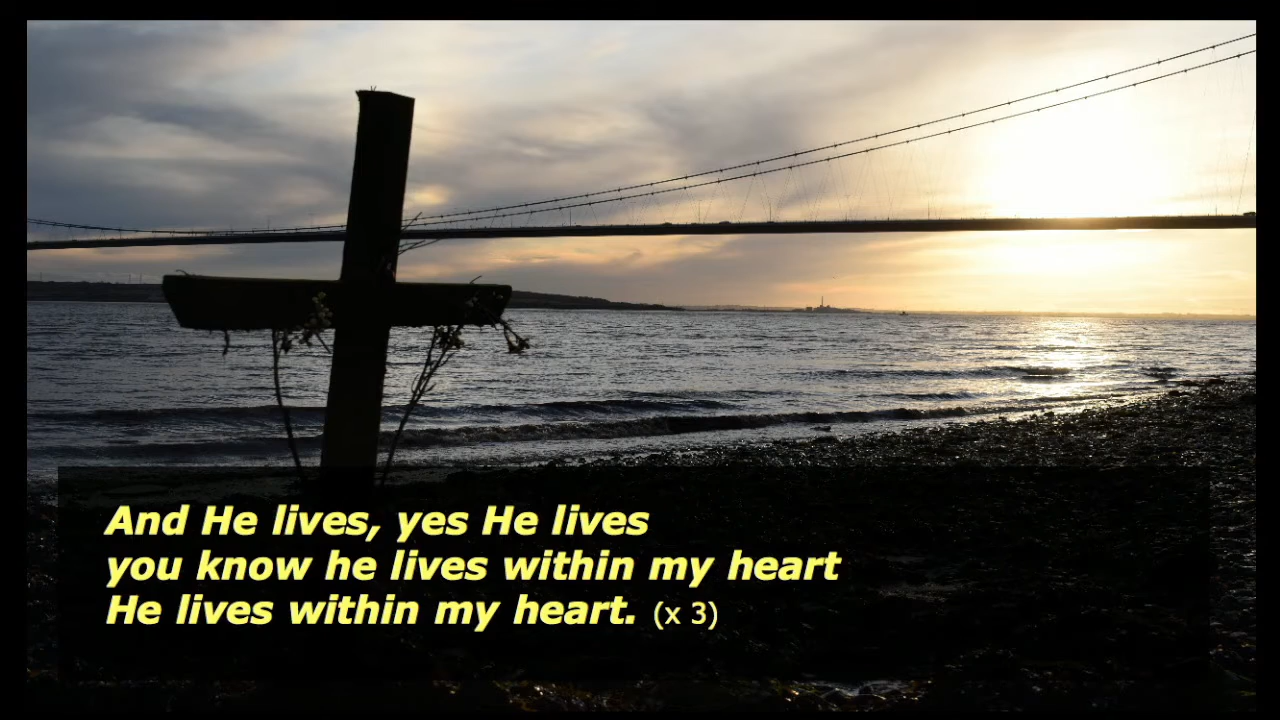 And He lives, yes He lives
you know he lives within my heart
He lives within my heart. (x 3)